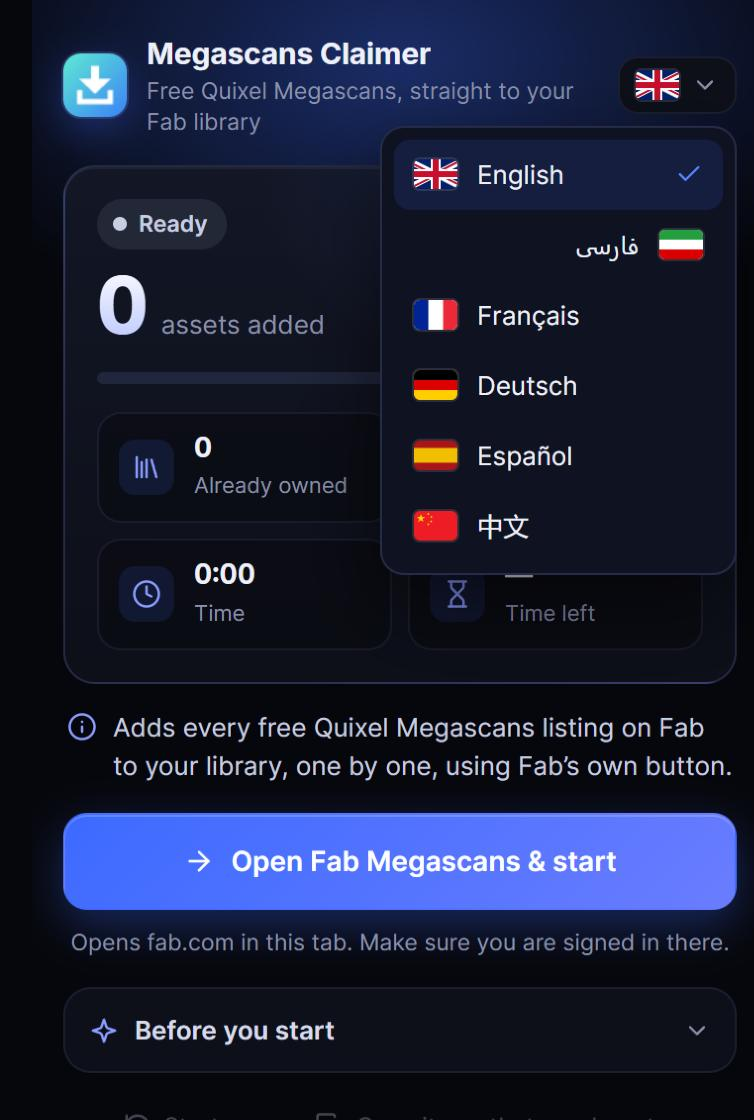 Megascans Claimer
Free Quixel Megascans, straight to your
Fab library
English
فارسی
Français
Deutsch
Español
中文
Ready
0 assets added
0
Already owned
0:00
Time
Time left
Adds every free Quixel Megascans listing on Fab
to your library, one by one, using Fab’s own button.
Open Fab Megascans & start
Opens fab.com in this tab. Make sure you are signed in there.
Before you start